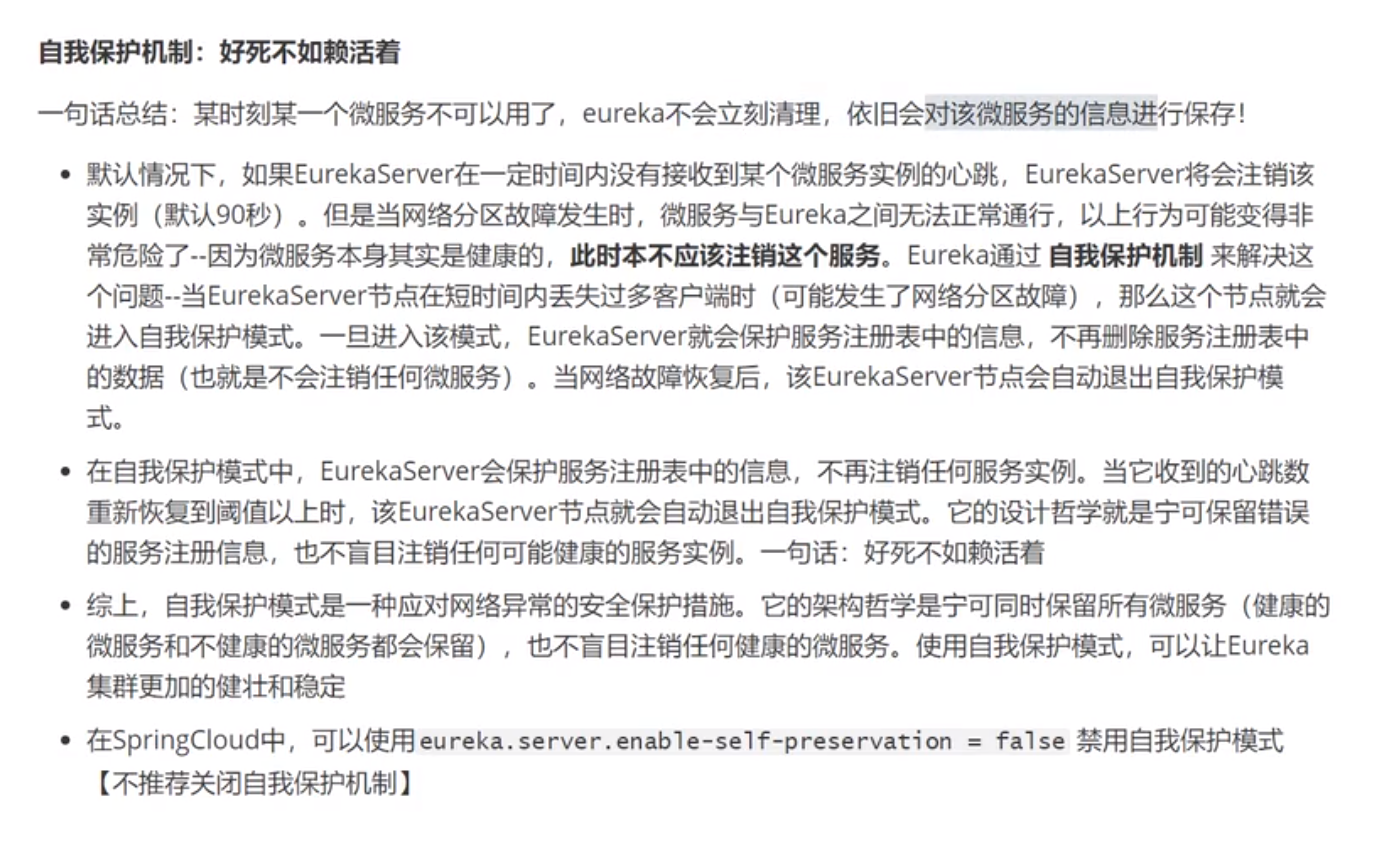 自我保护机制：好死不如赖活着
一句话总结：某时刻某一个微服务不可以用了，eureka不会立刻清理，依旧会对该微服务的信息进行保存！
• 默认情况下，如果EurekaServer在一定时间内没有接收到某个微服务实例的心跳，EurekaServer将会注销该
实例（默认90秒）。但是当网络分区故障发生时，微服务与Eureka之间无法正常通行，以上行为可能变得非
常危险了--因为微服务本身其实是健康的，此时本不应该注销这个服务。Eureka通过 自我保护机制 来解决这
个问题--当EurekaServer节点在短时间内丢失过多客户端时（可能发生了网络分区故障），那么这个节点就会
进入自我保护模式。一旦进入该模式，EurekaServer就会保护服务注册表中的信息，不再删除服务注册表中
的数据（也就是不会注销任何微服务）。当网络故障恢复后，该EurekaServer节点会自动退出自我保护模
式。
• 在自我保护模式中，EurekaServer会保护服务注册表中的信息，不再注销任何服务实例。当它收到的心跳数
重新恢复到阈值以上时，该EurekaServer节点就会自动退出自我保护模式。它的设计哲学就是宁可保留错误
的服务注册信息，也不盲目注销任何可能健康的服务实例。一句话：好死不如赖活着
• 综上，自我保护模式是一种应对网络异常的安全保护措施。它的架构哲学是宁可同时保留所有微服务（健康的
微服务和不健康的微服务都会保留），也不盲目注销任何健康的微服务。使用自我保护模式，可以让Eureka
集群更加的健壮和稳定
• 在SpringCloud中，可以使用eureka.server.enable-self-preservation = false 禁用自我保护模式
【不推荐关闭自我保护机制】